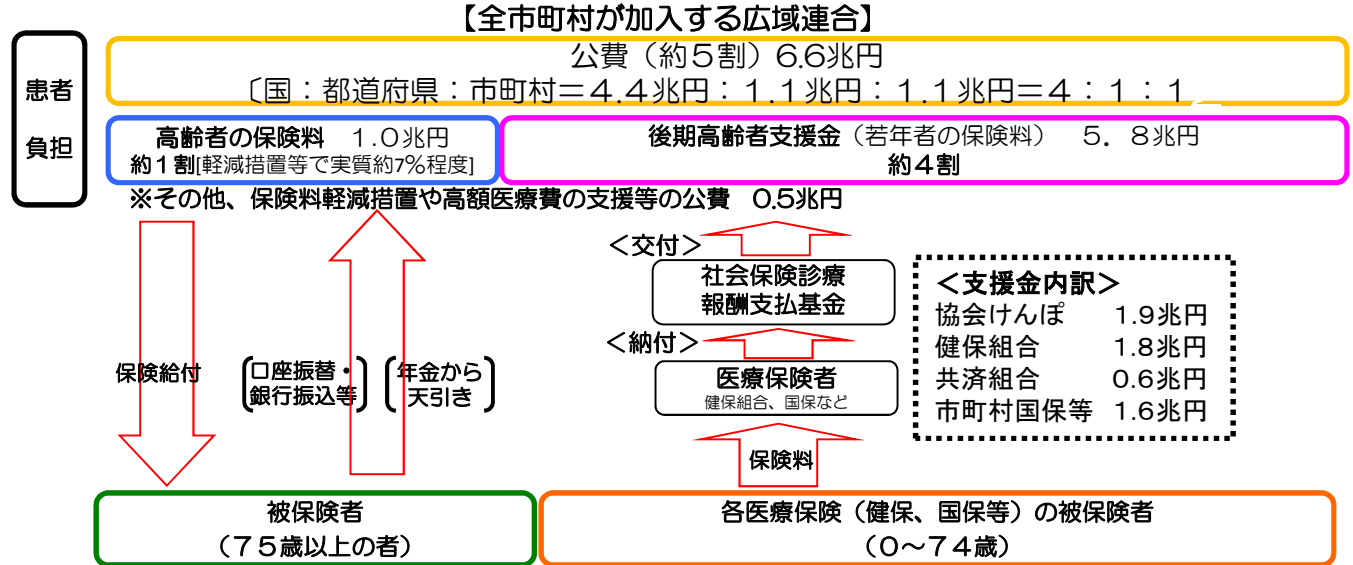 【全市町村が加入する広域連合】
患者
負担
公費（約５割）6.6兆円
〔国：都道府県：市町村＝4.4兆円：1.1兆円：1.1兆円＝４：１：１
高齢者の保険料　1.0兆円
約１割[軽減措置等で実質約7％程度]
後期高齢者支援金（若年者の保険料）　５．８兆円
約４割
※その他、保険料軽減措置や高額医療費の支援等の公費　0.5兆円
＜交付＞
社会保険診療
報酬支払基金
＜納付＞
医療保険者
健保組合、国保など
保険料
＜支援金内訳＞
協会けんぽ　1.9兆円
健保組合　1.8兆円
共済組合　0.6兆円
市町村国保等　1.6兆円
保険給付
口座振替・
銀行振込等
年金から
天引き
被保険者
（７５歳以上の者）
各医療保険（健保、国保等）の被保険者
（０～７４歳）